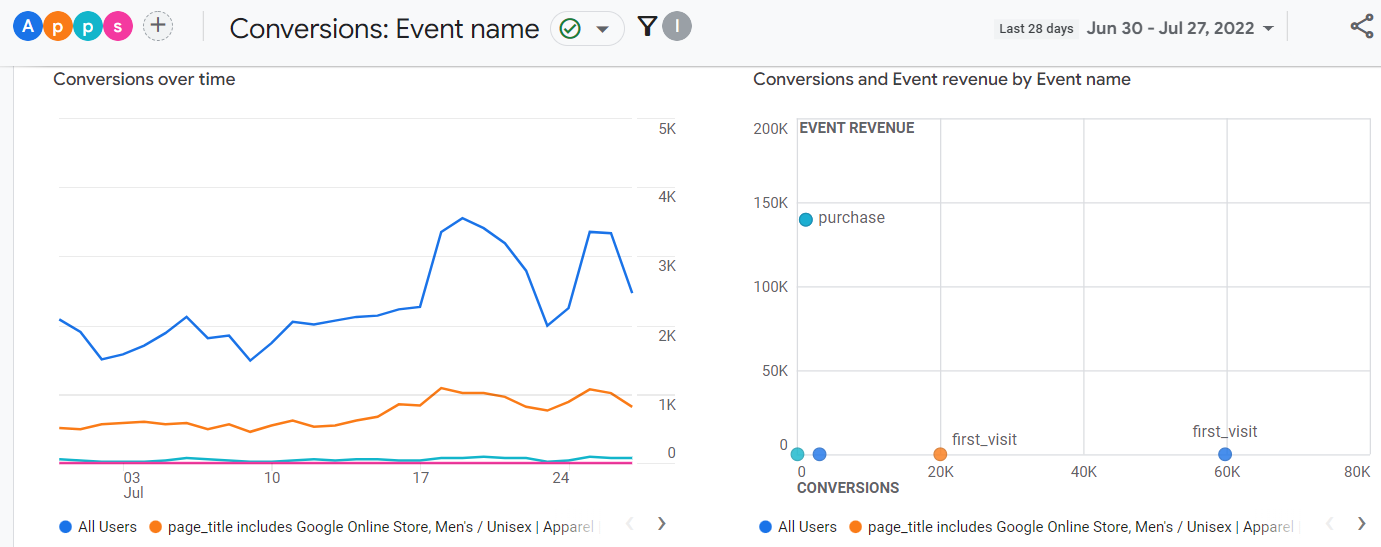 A p p s +
Conversions: Event name
I
Last 28 days Jun 30 - Jul 27, 2022
Conversions over time
5K
4K
3K
2K
1K
0
03
Jul
10
17
24
All Users
page_title includes Google Online Store, Men's / Unisex | Apparel
Conversions and Event revenue by Event name
200K
EVENT REVENUE
150K
purchase
100K
50K
first_visit
first_visit
0
0
20K
40K
60K
80K
CONVERSIONS
All Users
page_title includes Google Online Store, Men's / Unisex | Apparel